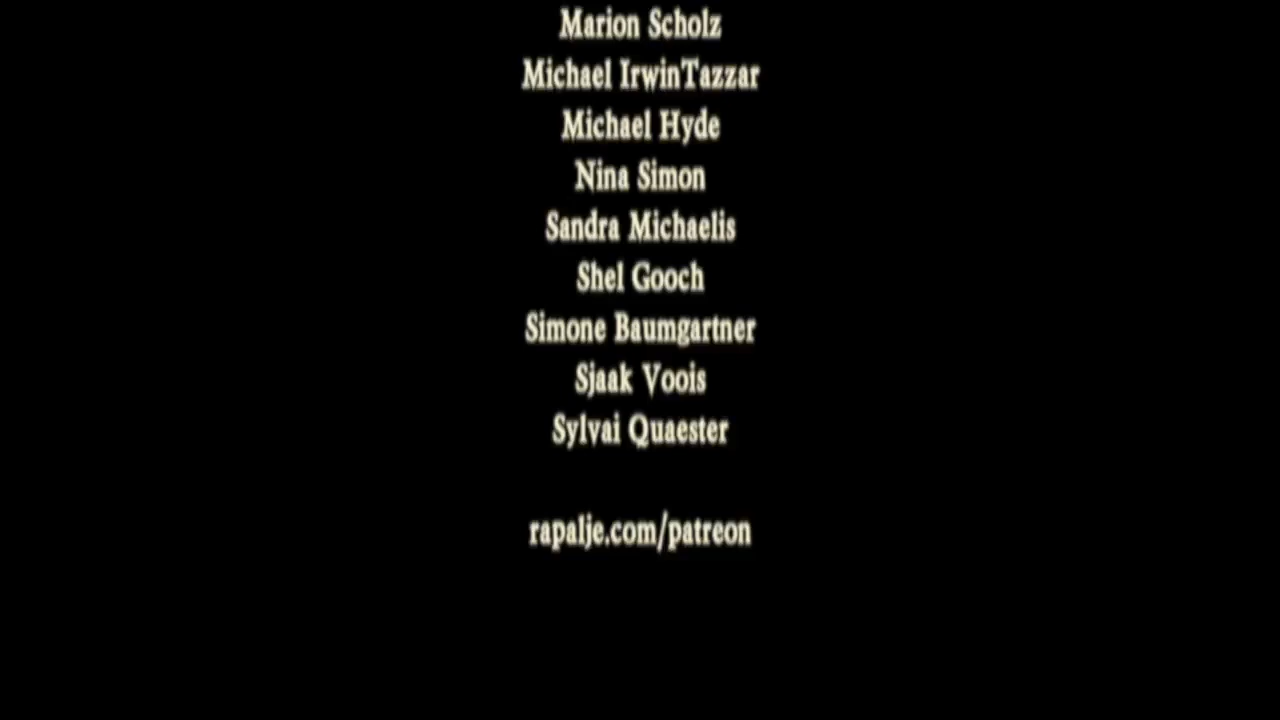 Marion Scholz
Michael IrwinTazzar
Michael Hyde
Nina Simon
Sandra Michaelis
Shel Gooch
Simone Baumgartner
Sjaak Voois
Sylvai Quaester
rapalje.com/patreon